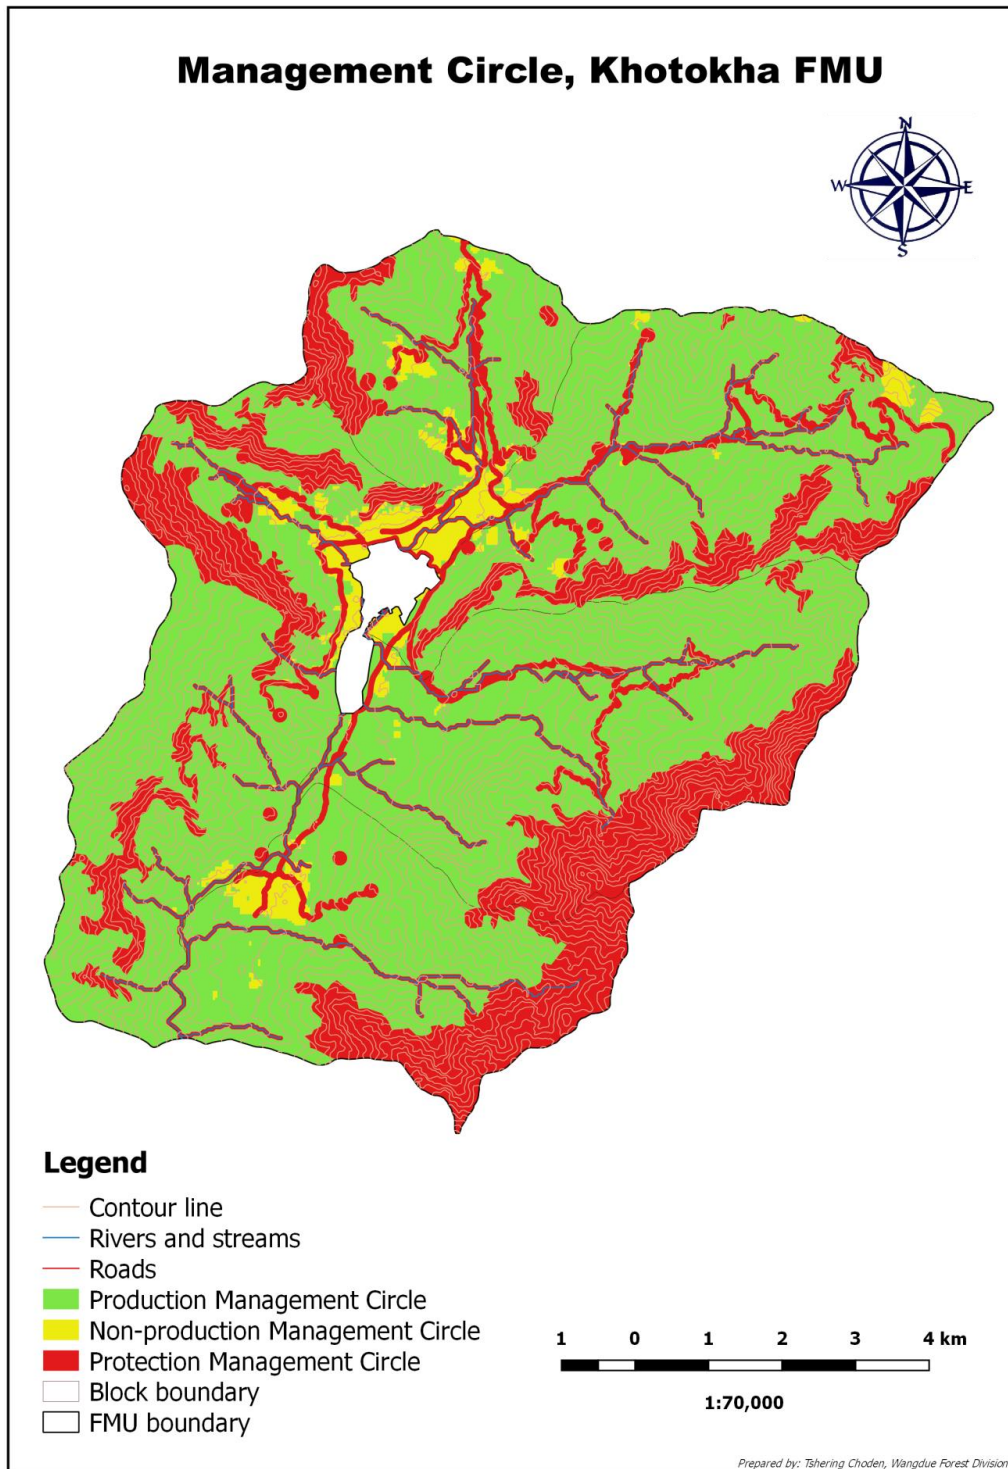 Management Circle, Khotokha FMU
N
W
E
S
Legend
Contour line
Rivers and streams
Roads
Production Management Circle
Non-production Management Circle
Protection Management Circle
Block boundary
FMU boundary
1 0 1 2 3 4 km
1:70,000
Prepared by: Tshering Choden, Wangdue Forest Division